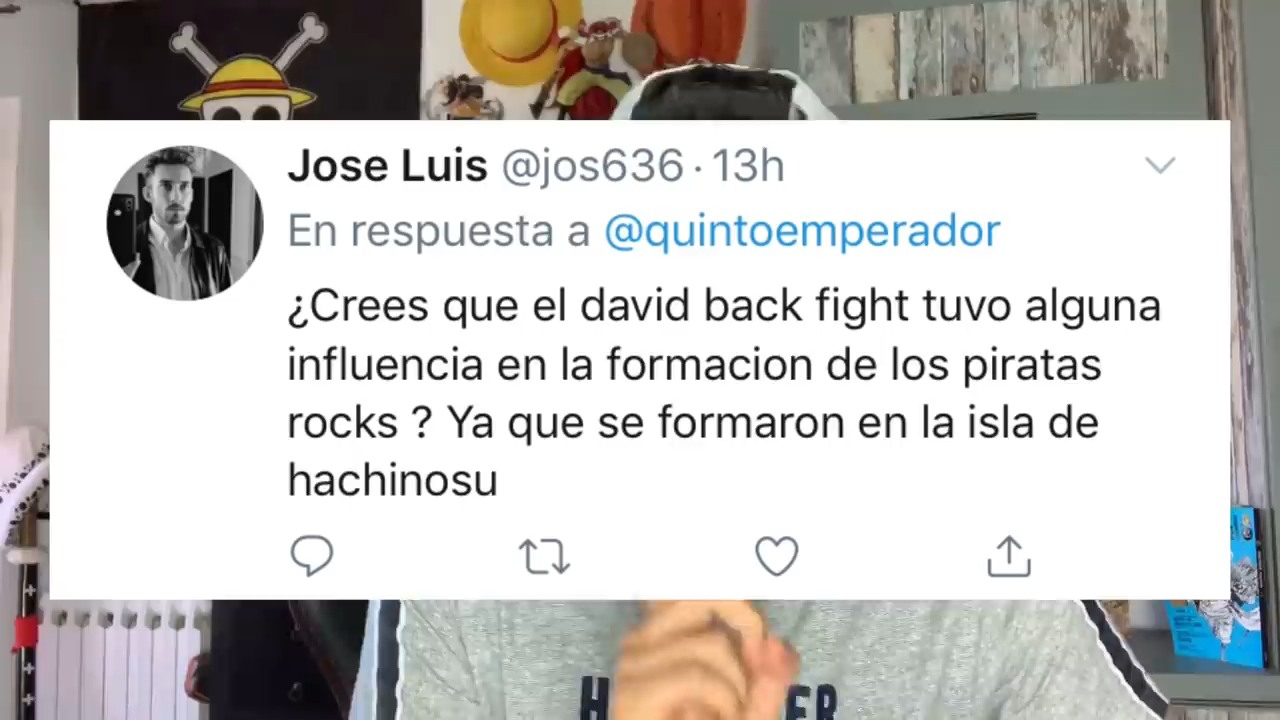 Jose Luis @jos636 · 13h
En respuesta a @quintoemperador
¿Crees que el david back fight tuvo alguna
influencia en la formacion de los piratas
rocks ? Ya que se formaron en la isla de
hachinosu